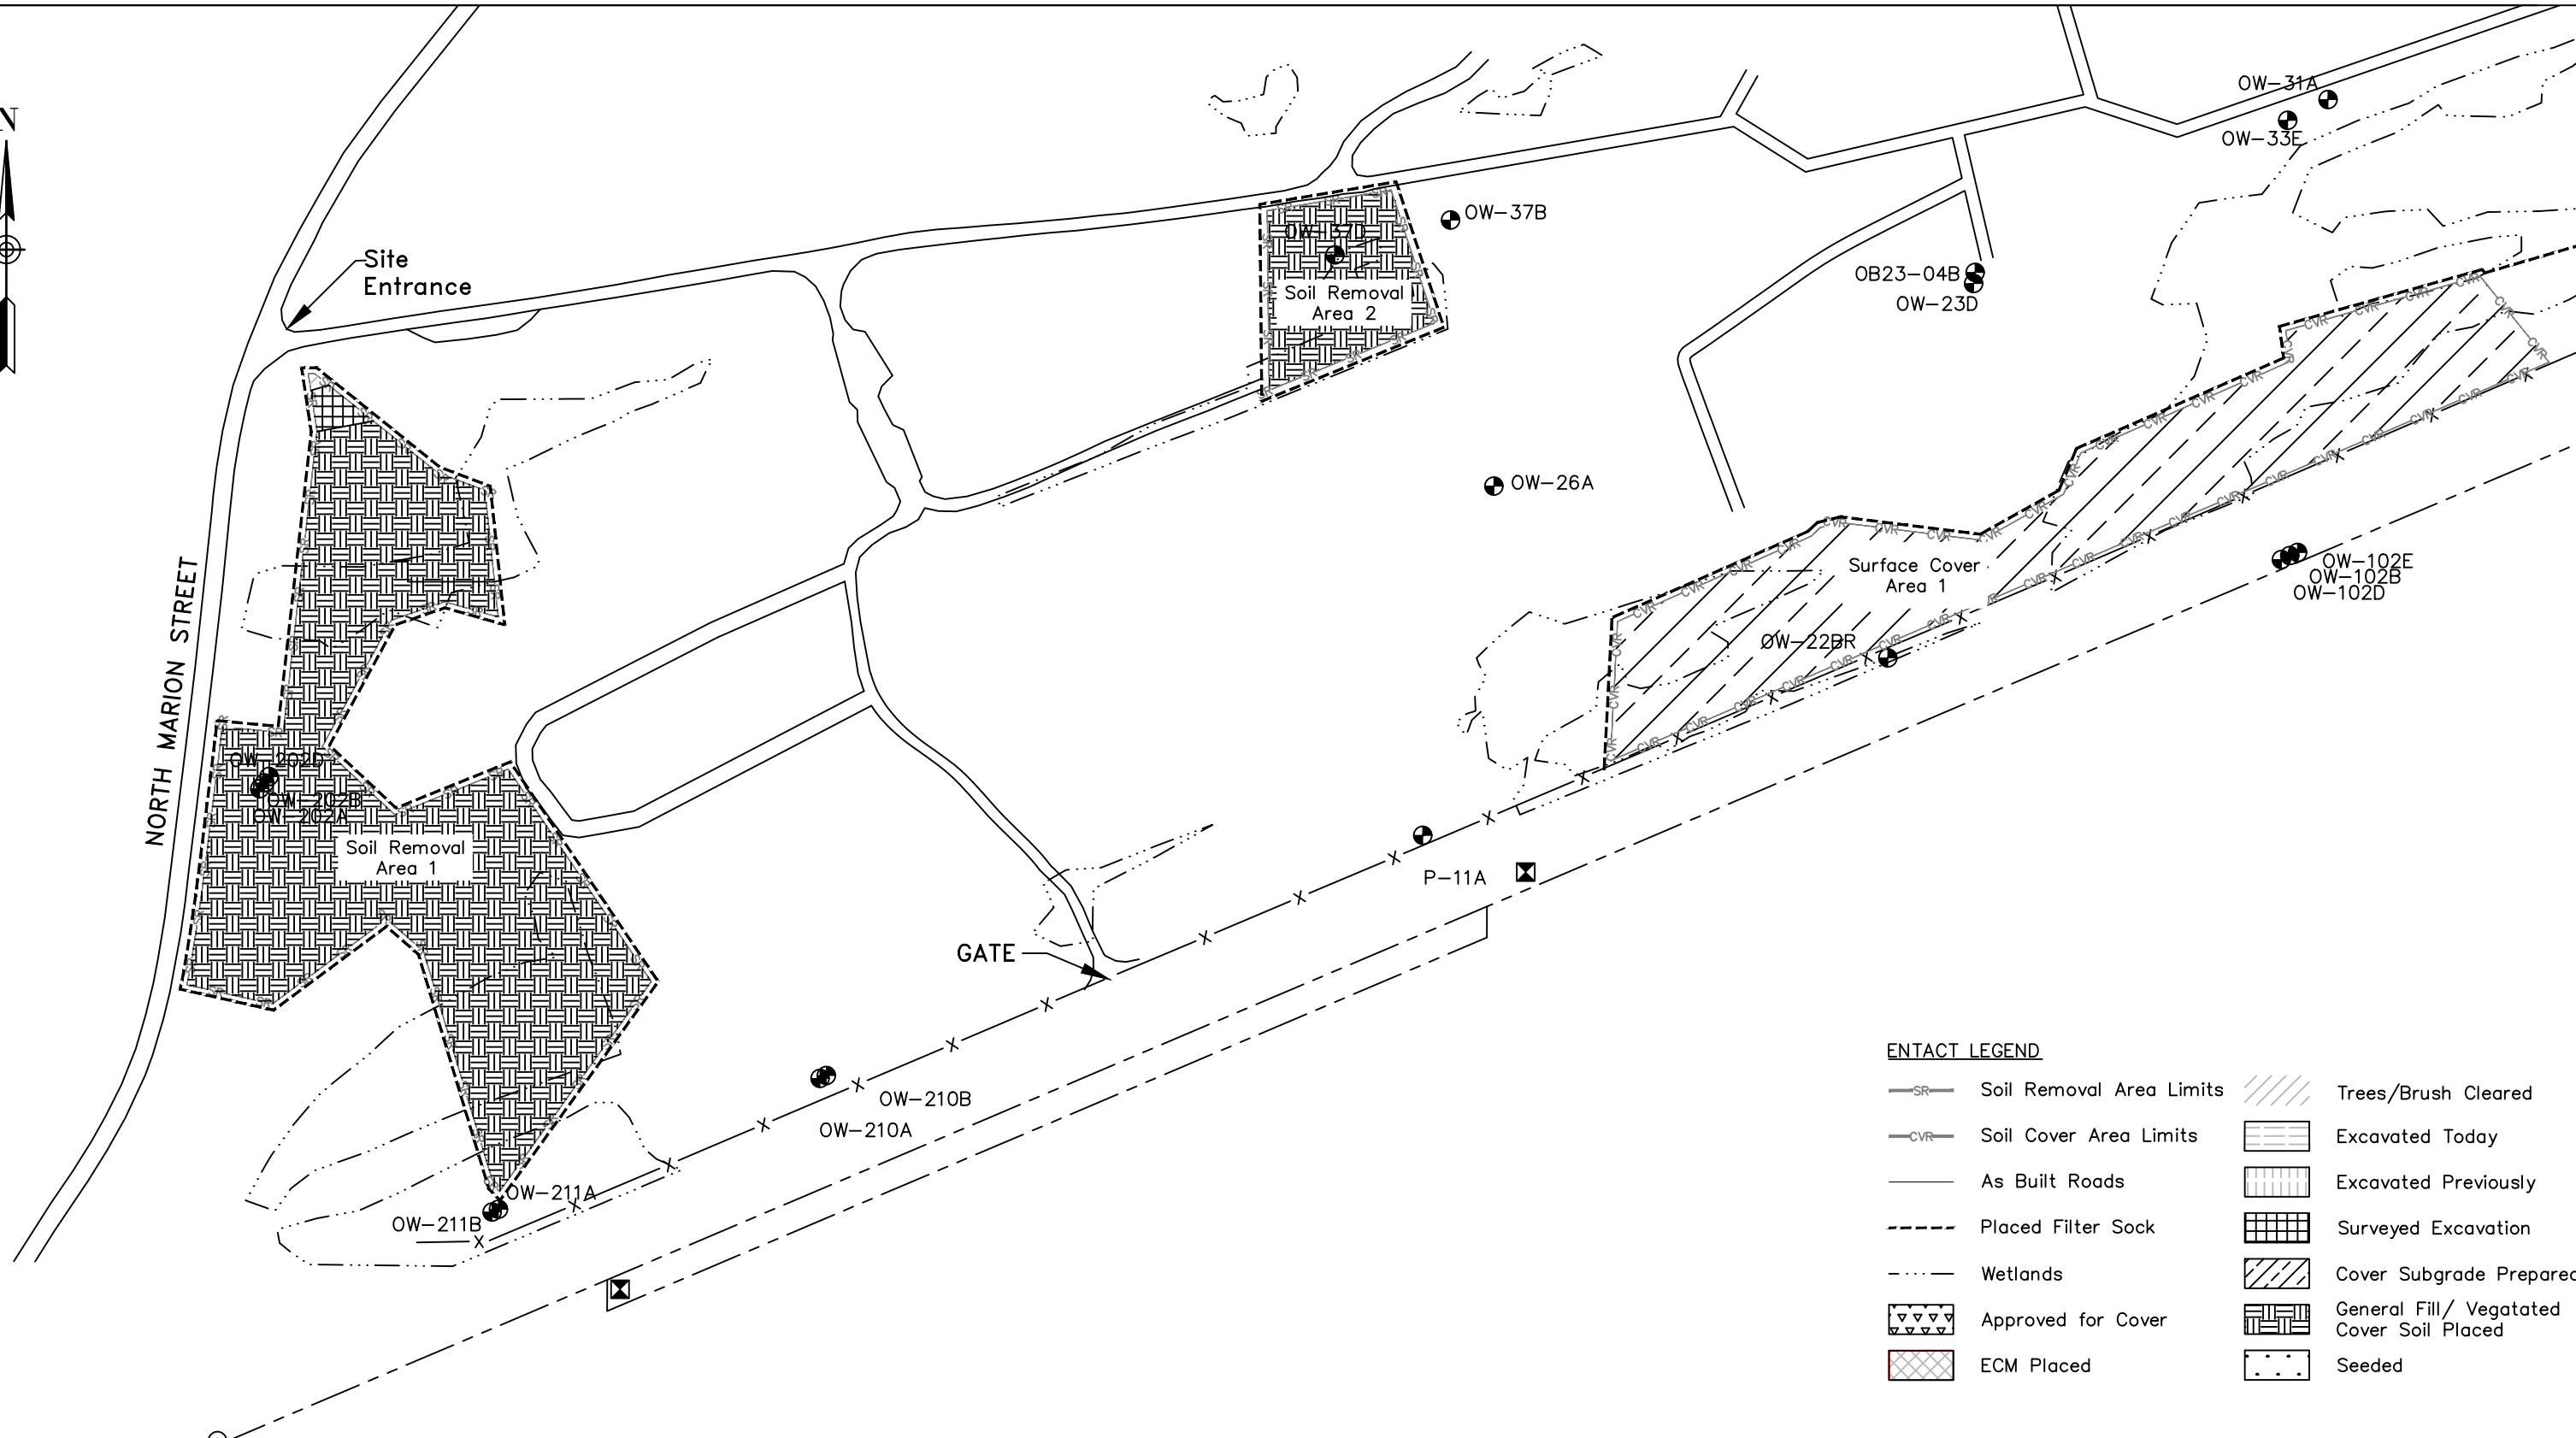 N
OW-31A
OW-33E
OW-37B
OW-37D
Site
Entrance
OB23-04B
OW-23D
Soil Removal
Area 2
OW-26A
OW-102E
OW-102B
OW-102D
Surface Cover
Area 1
OW-22BR
NORTH MARION STREET
OW-202D
OW-202B
OW-202A
Soil Removal
Area 1
P-11A
GATE
OW-210B
OW-210A
OW-211A
OW-211B
ENTACT LEGEND
SR Soil Removal Area Limits
CVR Soil Cover Area Limits
As Built Roads
Placed Filter Sock
Wetlands
Approved for Cover
ECM Placed
Trees/Brush Cleared
Excavated Today
Excavated Previously
Surveyed Excavation
Cover Subgrade Prepared
General Fill/ Vegatated
Cover Soil Placed
Seeded